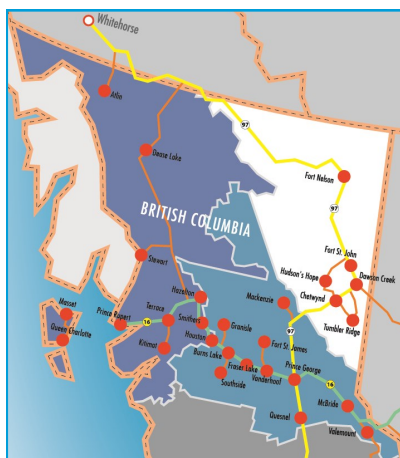 Whitehorse
Atlin
97
Dease Lake
Fort Nelson
BRITISH COLUMBIA
97
Fort St. John
Stewart
Hudson's Hope
Dawson Creek
Hazelton
Mackenzie
Chetwynd
Masset
Prince Rupert
Terrace
Tumbler Ridge
16
Smithers
Granisle
Queen Charlotte
97
Kitimat
Houston
Fort St. James
Burns Lake
Prince George
Fraser Lake
Vanderhoof
16
Southside
McBride
Quesnel
Valemount